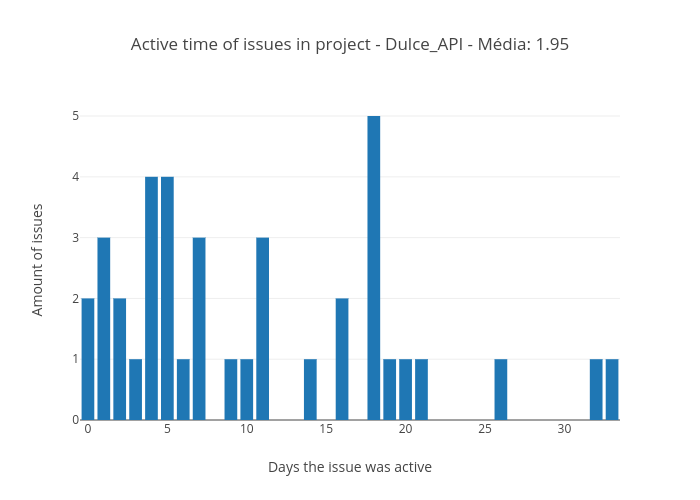 Active time of issues in project - Dulce_API - Média: 1.95
5
4
3
2
1
0
Amount of issues
0 5 10 15 20 25 30
Days the issue was active